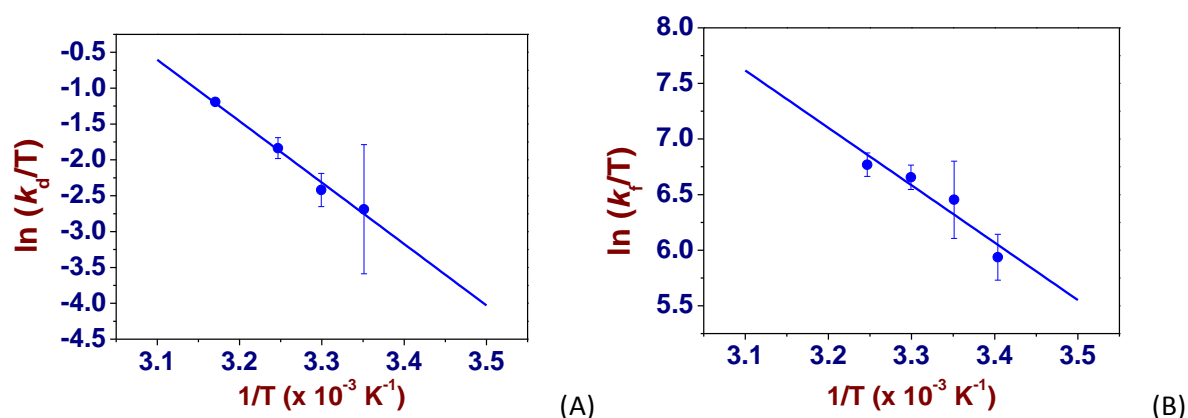 ln (k_d/T)
-0.5
-1.0
-1.5
-2.0
-2.5
-3.0
-3.5
-4.0
-4.5
3.1 3.2 3.3 3.4 3.5
1/T (x 10⁻³ K⁻¹)
(A)
ln (k_f/T)
8.0
7.5
7.0
6.5
6.0
5.5
3.1 3.2 3.3 3.4 3.5
1/T (x 10⁻³ K⁻¹)
(B)